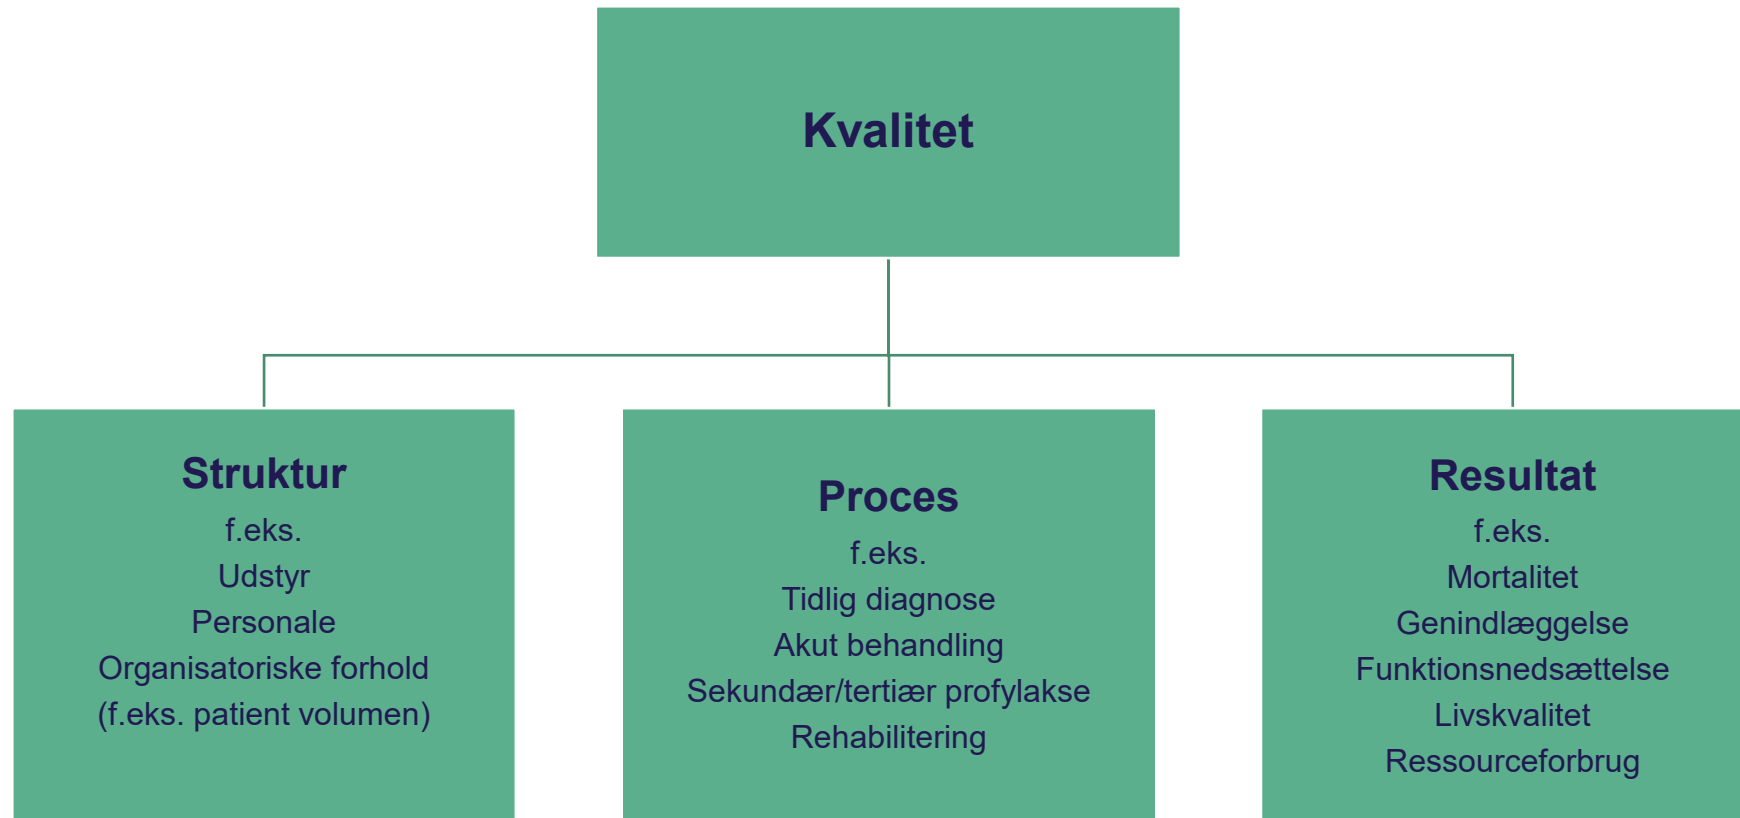 Kvalitet
Struktur
f.eks.
Udstyr
Personale
Organisatoriske forhold
(f.eks. patient volumen)
Proces
f.eks.
Tidlig diagnose
Akut behandling
Sekundær/tertiær profylakse
Rehabilitering
Resultat
f.eks.
Mortalitet
Genindlæggelse
Funktionsnedsættelse
Livskvalitet
Ressourceforbrug